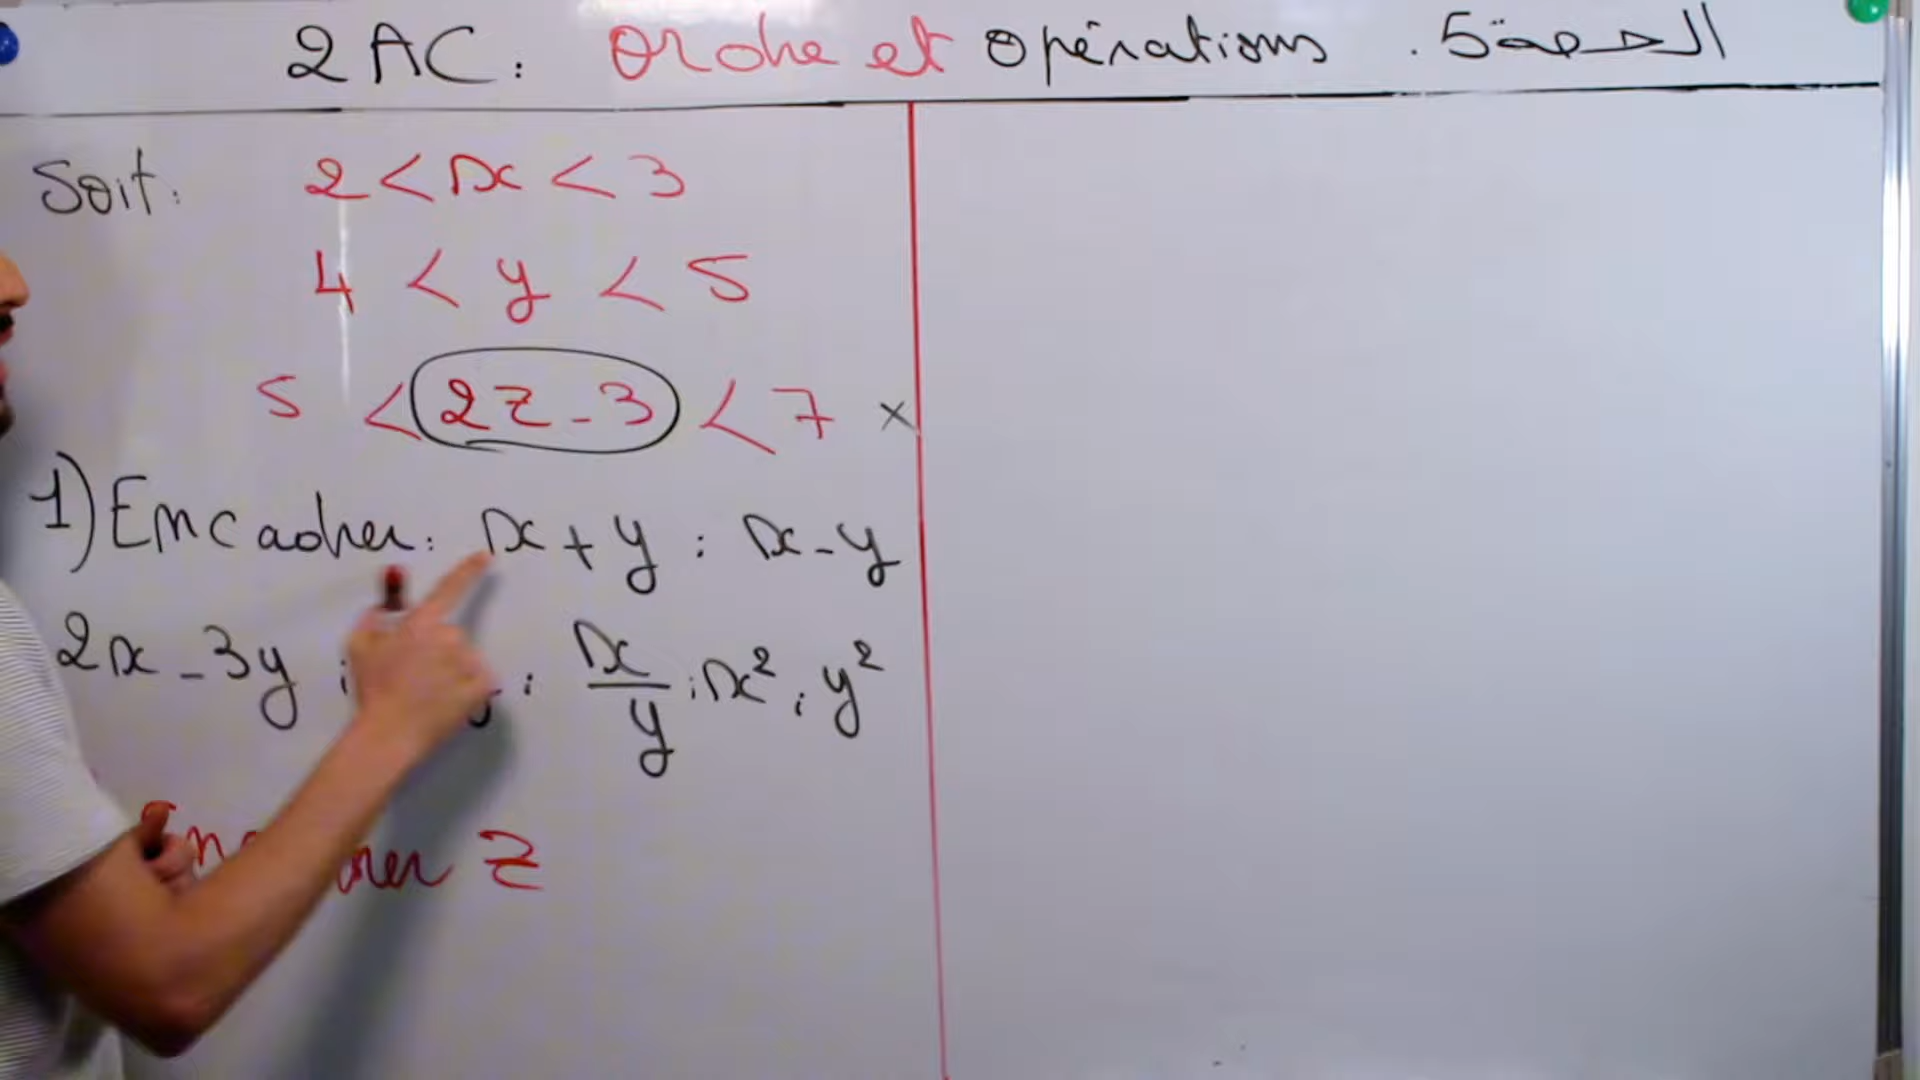 2AC: Ordre et opérations. الحصة 5
Soit: 2 < x < 3
4 < y < 5
5 < 2z - 3 < 7 ×
1) Encadrer: x + y ; x - y
2x - 3y ; y ; x/y ; x² ; y²
Encadrer z